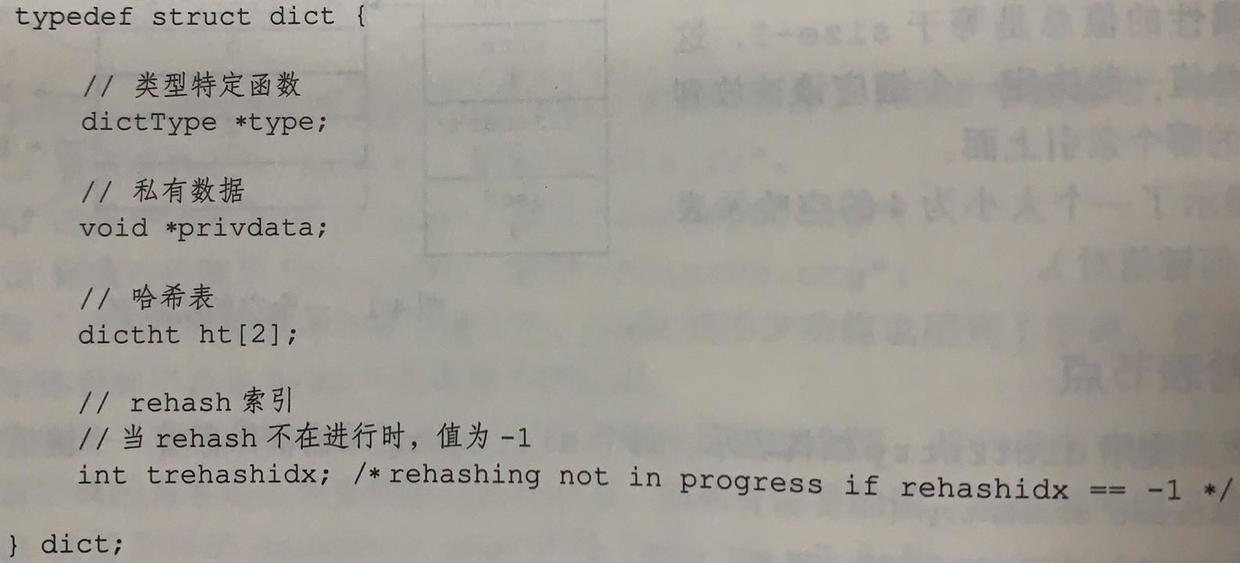 typedef struct dict {
// 类型特定函数
dictType *type;
// 私有数据
void *privdata;
// 哈希表
dictht ht[2];
// rehash 索引
// 当 rehash 不在进行时，值为 -1
int trehashidx; /* rehashing not in progress if rehashidx == -1 */
} dict;